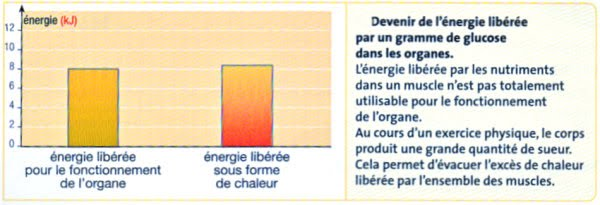 énergie (kJ)
12
10
8
6
4
2
0
énergie libérée
pour le fonctionnement
de l'organe
énergie libérée
sous forme
de chaleur
Devenir de l'énergie libérée
par un gramme de glucose
dans les organes.
L'énergie libérée par les nutriments
dans un muscle n'est pas totalement
utilisable pour le fonctionnement
de l'organe.
Au cours d'un exercice physique, le corps
produit une grande quantité de sueur.
Cela permet d'évacuer l'excès de chaleur
libérée par l'ensemble des muscles.